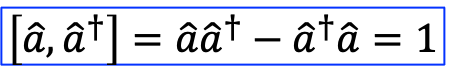 [â, â†] = ââ† − â†â = 1